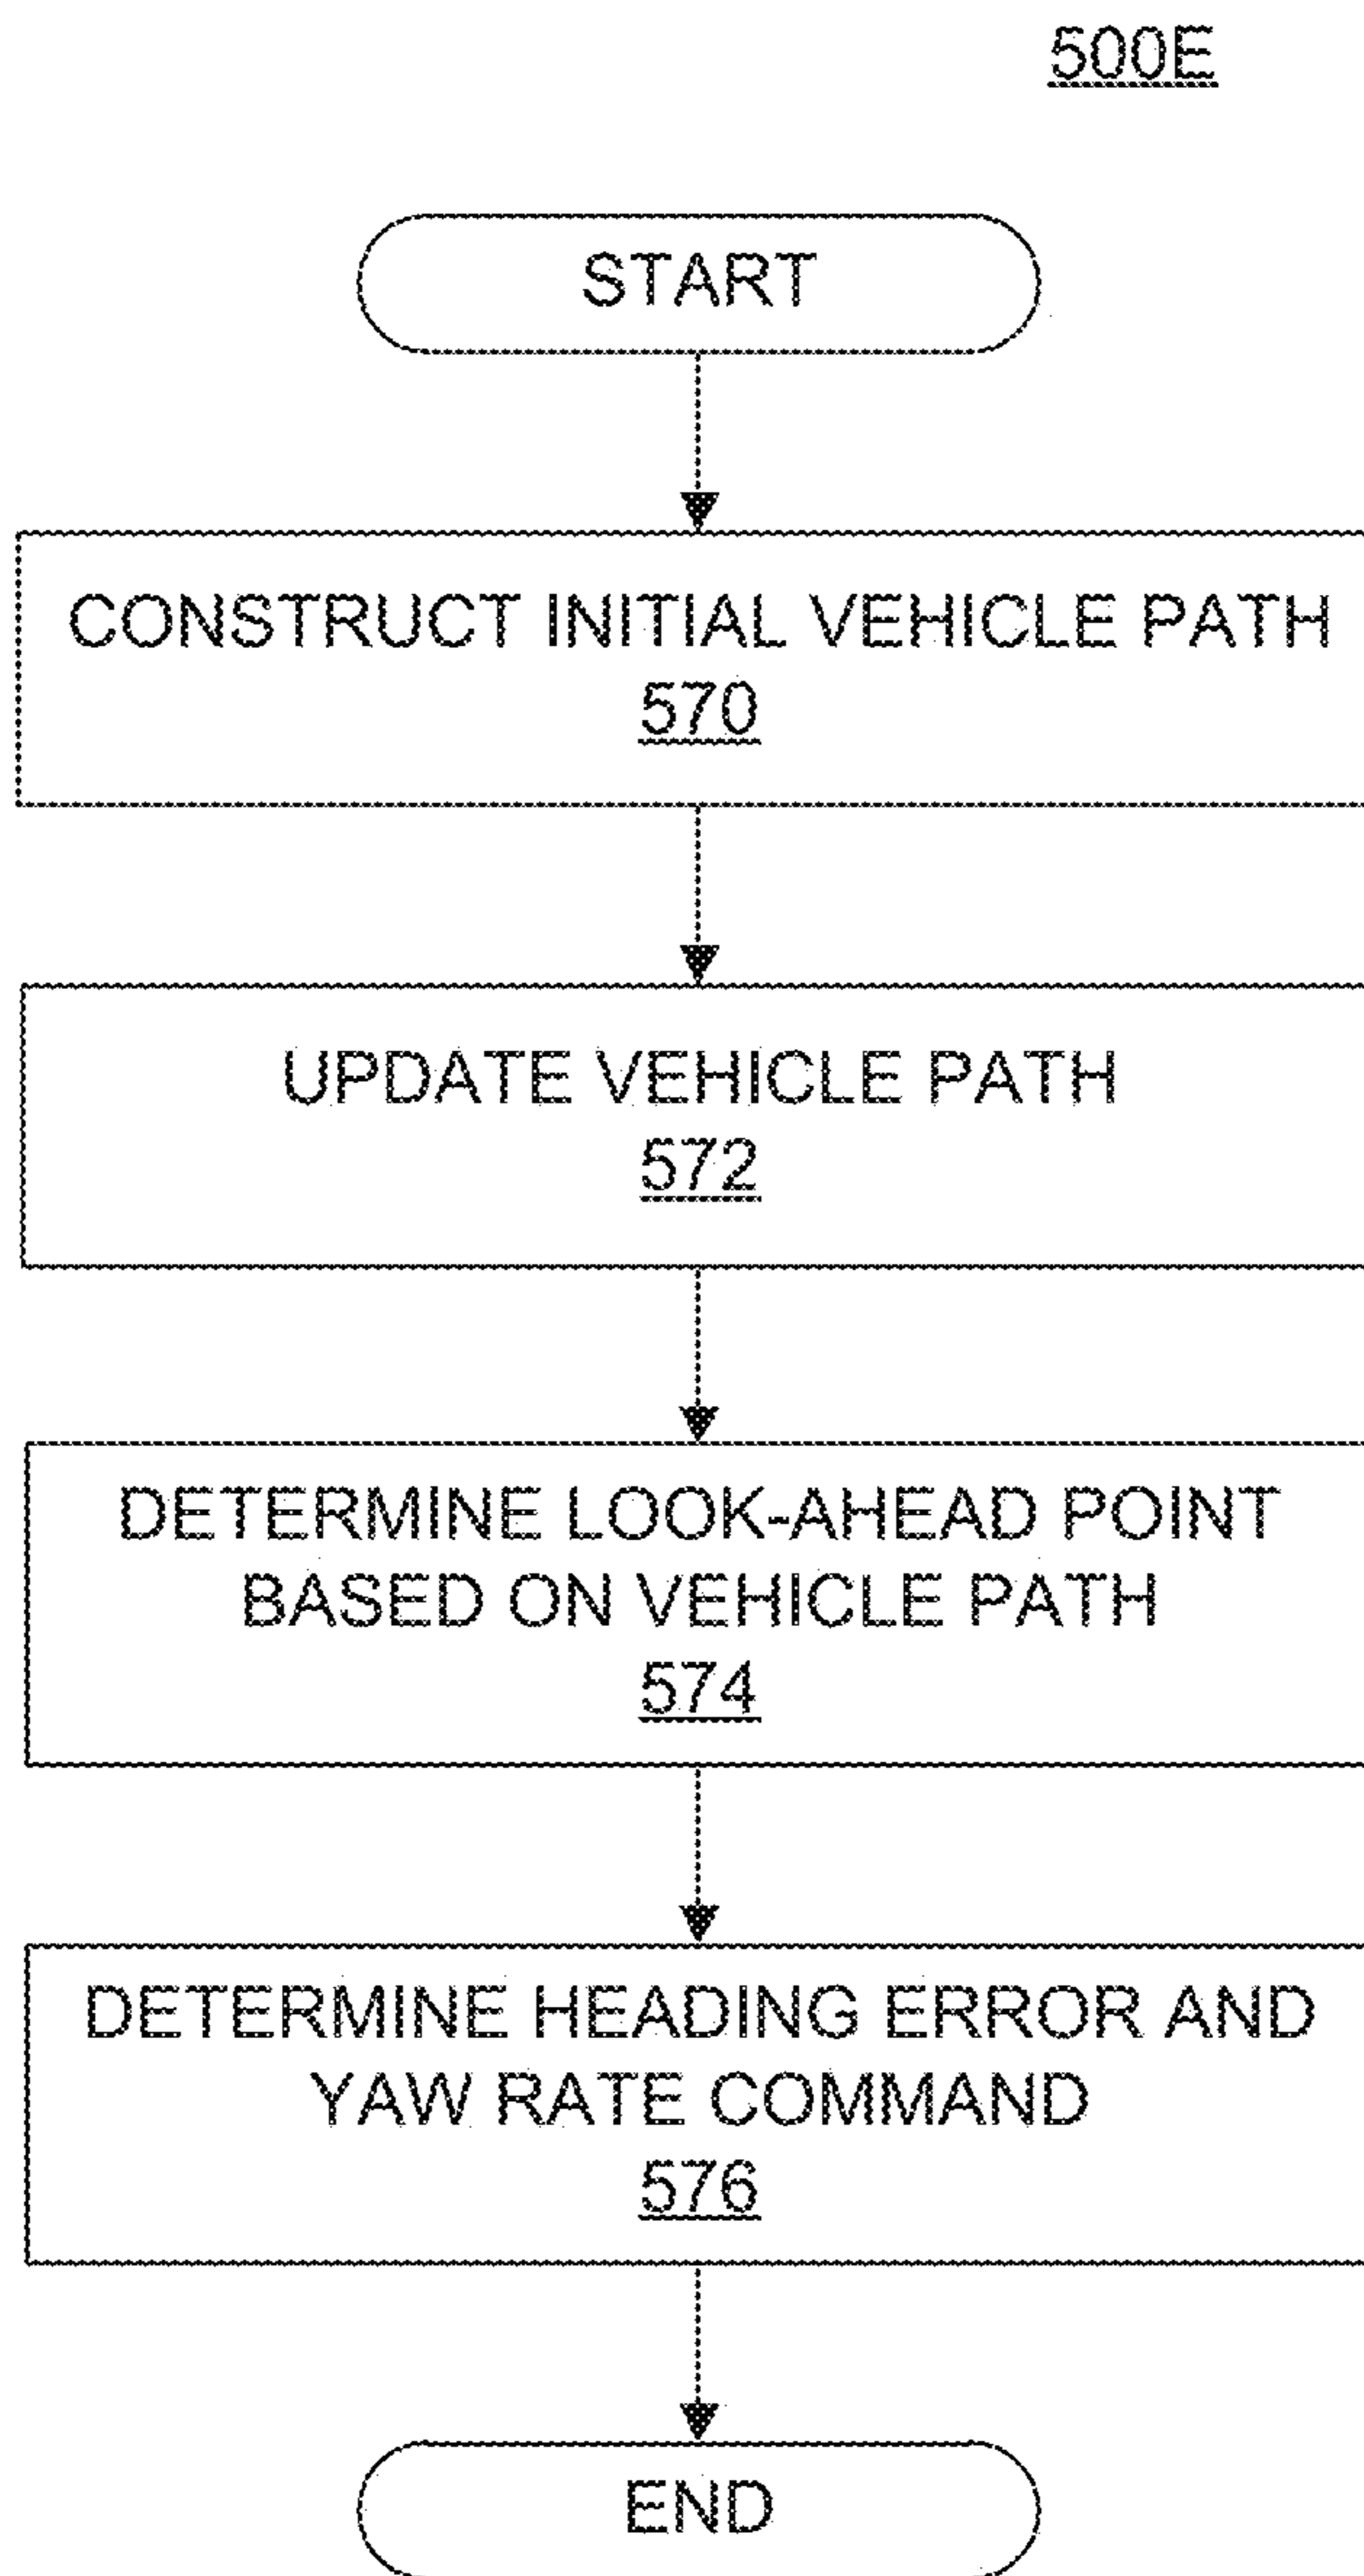 500E
START
CONSTRUCT INITIAL VEHICLE PATH
570
UPDATE VEHICLE PATH
572
DETERMINE LOOK-AHEAD POINT
BASED ON VEHICLE PATH
574
DETERMINE HEADING ERROR AND
YAW RATE COMMAND
576
END